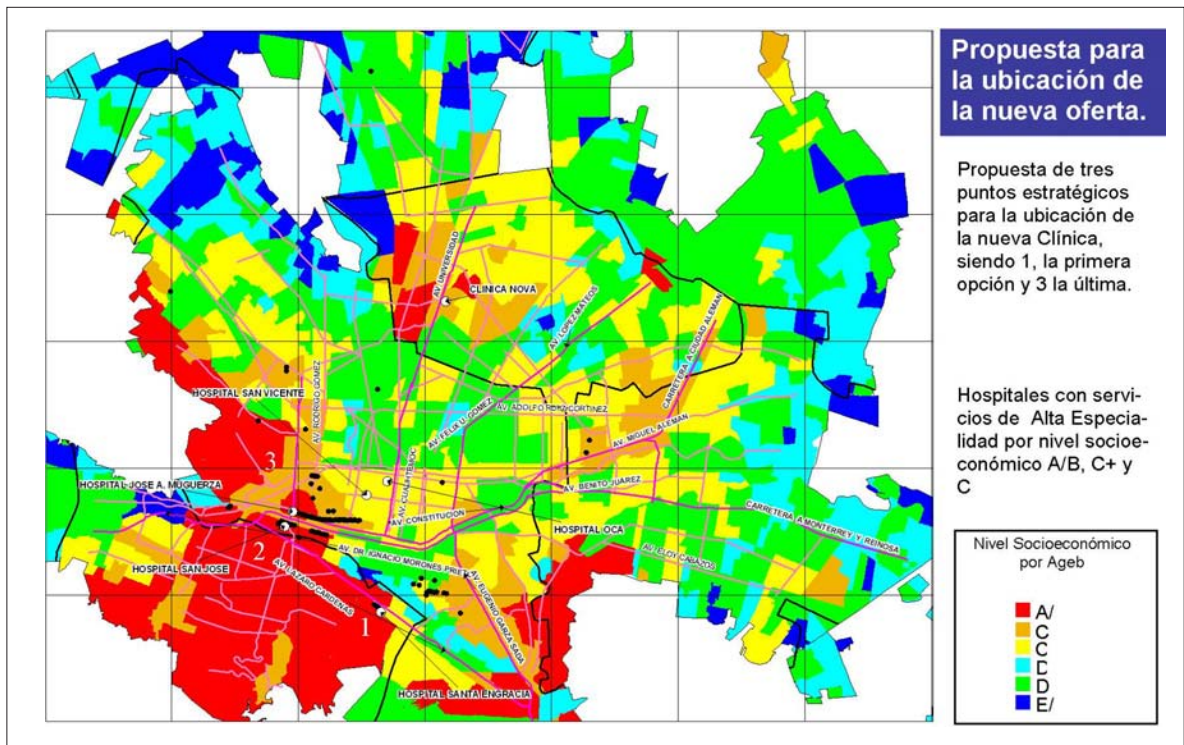 Propuesta para
la ubicación de
la nueva oferta.
Propuesta de tres
puntos estratégicos
para la ubicación de
la nueva Clínica,
siendo 1, la primera
opción y 3 la última.
Hospitales con servi-
cios de Alta Especia-
lidad por nivel socioe-
conómico A/B, C+ y
C
Nivel Socioeconómico
por Ageb
A/
C
C
D
D
E/
AV. UNIVERSIDAD
CLINICA NOVA
AV. LOPEZ MATEOS
CARRETERA A CIUDAD ALEMAN
HOSPITAL SAN VICENTE
AV. RODRIGO GOMEZ
AV. ADOLFO RUIZ CORTINEZ
AV. FELIX U. GOMEZ
AV. MIGUEL ALEMAN
3
AV. CUAUHTEMOC
HOSPITAL JOSE A. MUGUERZA
AV. BENITO JUAREZ
AV. CONSTITUCION
CARRETERA A MONTERREY Y REINOSA
HOSPITAL OCA
2
AV. DR. IGNACIO MORONES PRIET
HOSPITAL SAN JOSE
AV. LAZARO CARDENAS
AV. EUGENIO GARZA SADA
1
HOSPITAL SANTA ENGRACIA